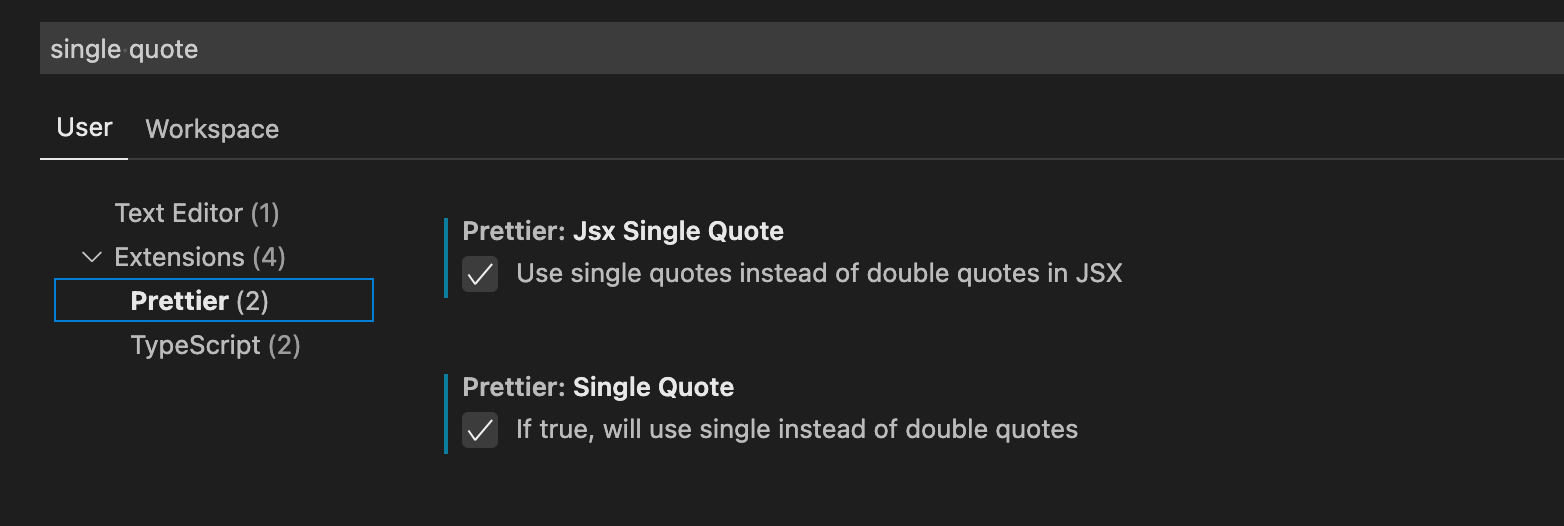 single quote
User Workspace
Text Editor (1)
Extensions (4)
Prettier (2)
TypeScript (2)
Prettier: Jsx Single Quote
Use single quotes instead of double quotes in JSX
Prettier: Single Quote
If true, will use single instead of double quotes